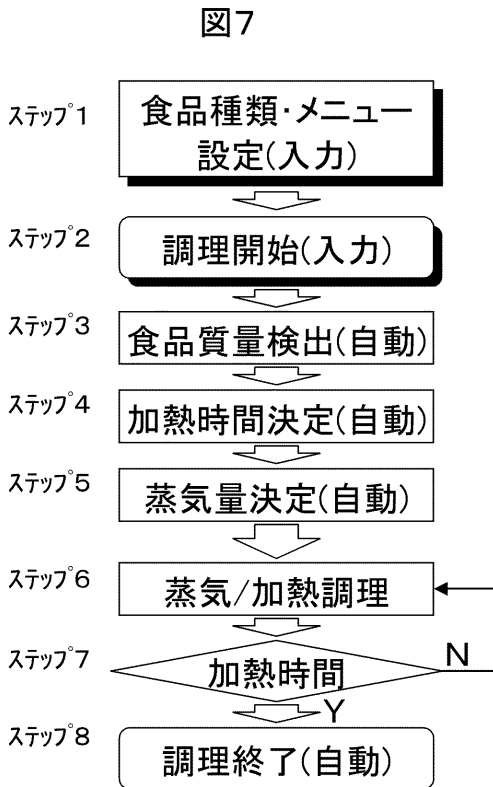 図7
ステップ1
食品種類・メニュー
設定(入力)
ステップ2
調理開始(入力)
ステップ3
食品質量検出(自動)
ステップ4
加熱時間決定(自動)
ステップ5
蒸気量決定(自動)
ステップ6
蒸気/加熱調理
ステップ7
加熱時間
N
Y
ステップ8
調理終了(自動)